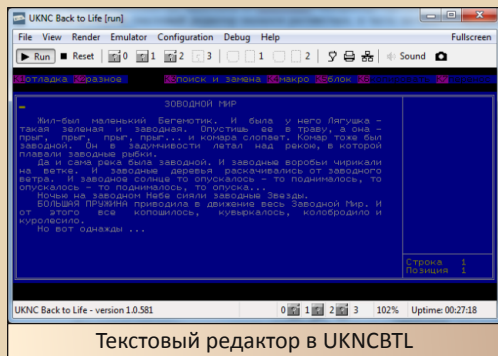 UKNC Back to Life [run]
File View Render Emulator Configuration Debug Help Fullscreen
Run Reset 0 1 2 3 1 2 Sound
отладка разное поиск и замена макро блок
ЗОВОДНОЙ МИР
Жил-был маленький Бегемотик. И была у него Лягушка -
такая зеленая и заводная. Опустишь ее в траву, а она -
прыг, прыг, прыг, прыг... и комара слопает. Комар тоже был
заводной. Он в задумчивости летал над рекою, в которой
плавали заводные рыбки.
Да и сама река была заводной. И заводные воробьи чирикали
на ветке. И заводные деревья раскачивались от заводного
ветра. И заводное солнце то опускалось - то поднималось, то
опускалось - то поднималось, то опуска...
Ночью на заводном Небе сияли заводные Звезды.
БОЛЬШАЯ ПРУЖИНА приводила в движение весь Заводной Мир. И
от этого все копошилось, кувыркалось, колобродило и
куролесило.
Но вот однажды ...
Строка 1
Позиция 1
UKNC Back to Life - version 1.0.581 0 1 2 3 102% Uptime: 00:27:18
Текстовый редактор в UKNCBTL